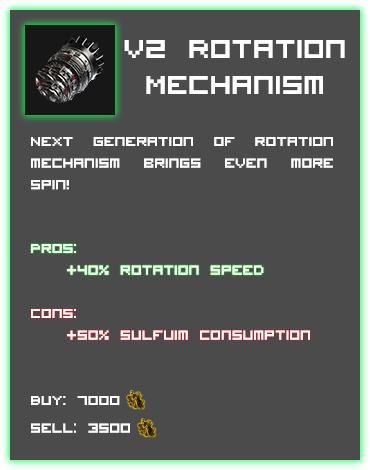 V2 ROTATION
MECHANISM
NEXT GENERATION OF ROTATION
MECHANISM BRINGS EVEN MORE
SPIN!
PROS:
+40% ROTATION SPEED
CONS:
+50% SULFUIM CONSUMPTION
BUY: 7000
SELL: 3500